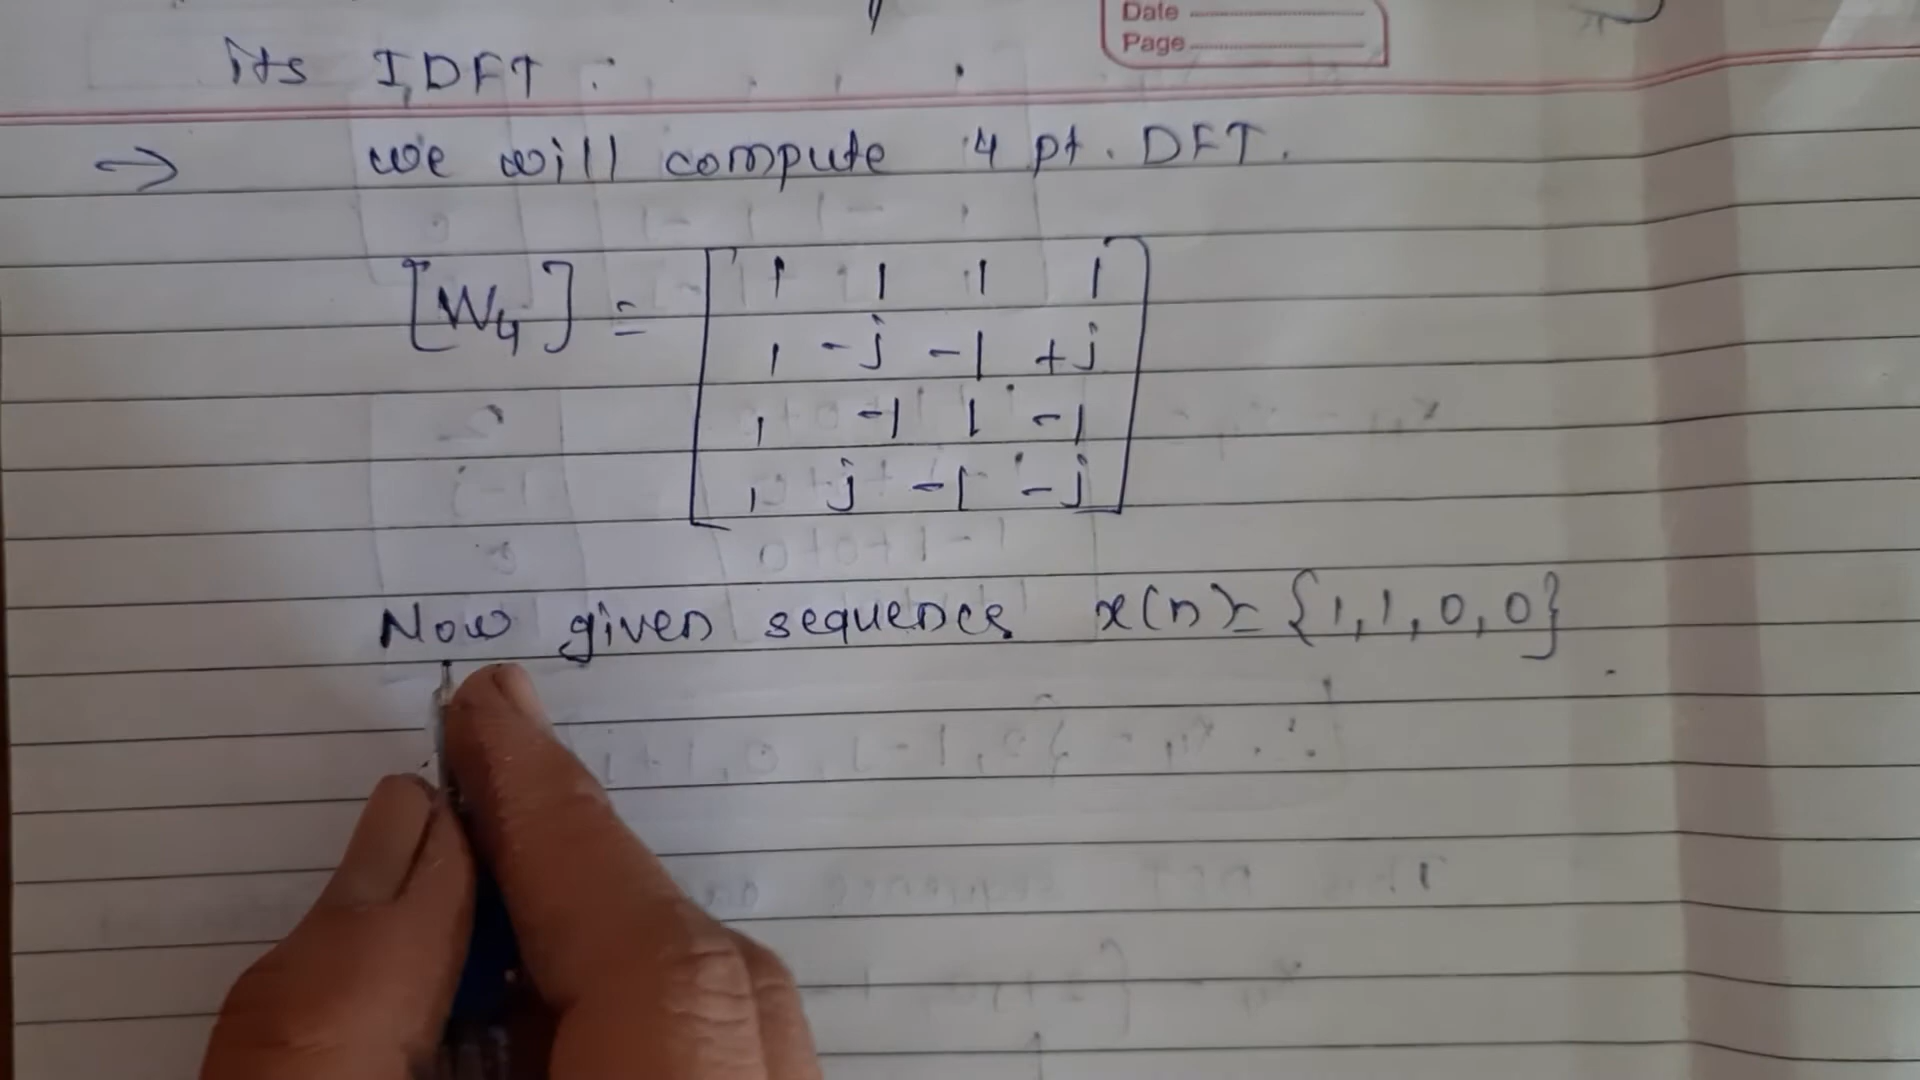 Date
Page
its IDFT :
→ we will compute 4 pt. DFT.
[W4] = [ 1 1 1 1
1 -j -1 +j
1 -1 1 -1
1 j -1 -j ]
Now given sequence x(n) = {1,1,0,0}